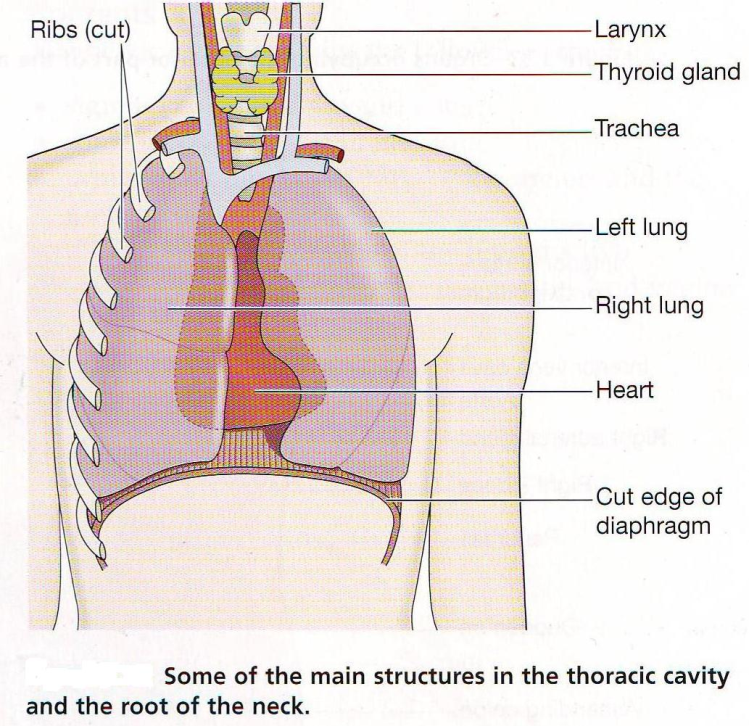 Ribs (cut)
Larynx
Thyroid gland
Trachea
Left lung
Right lung
Heart
Cut edge of
diaphragm
Some of the main structures in the thoracic cavity
and the root of the neck.